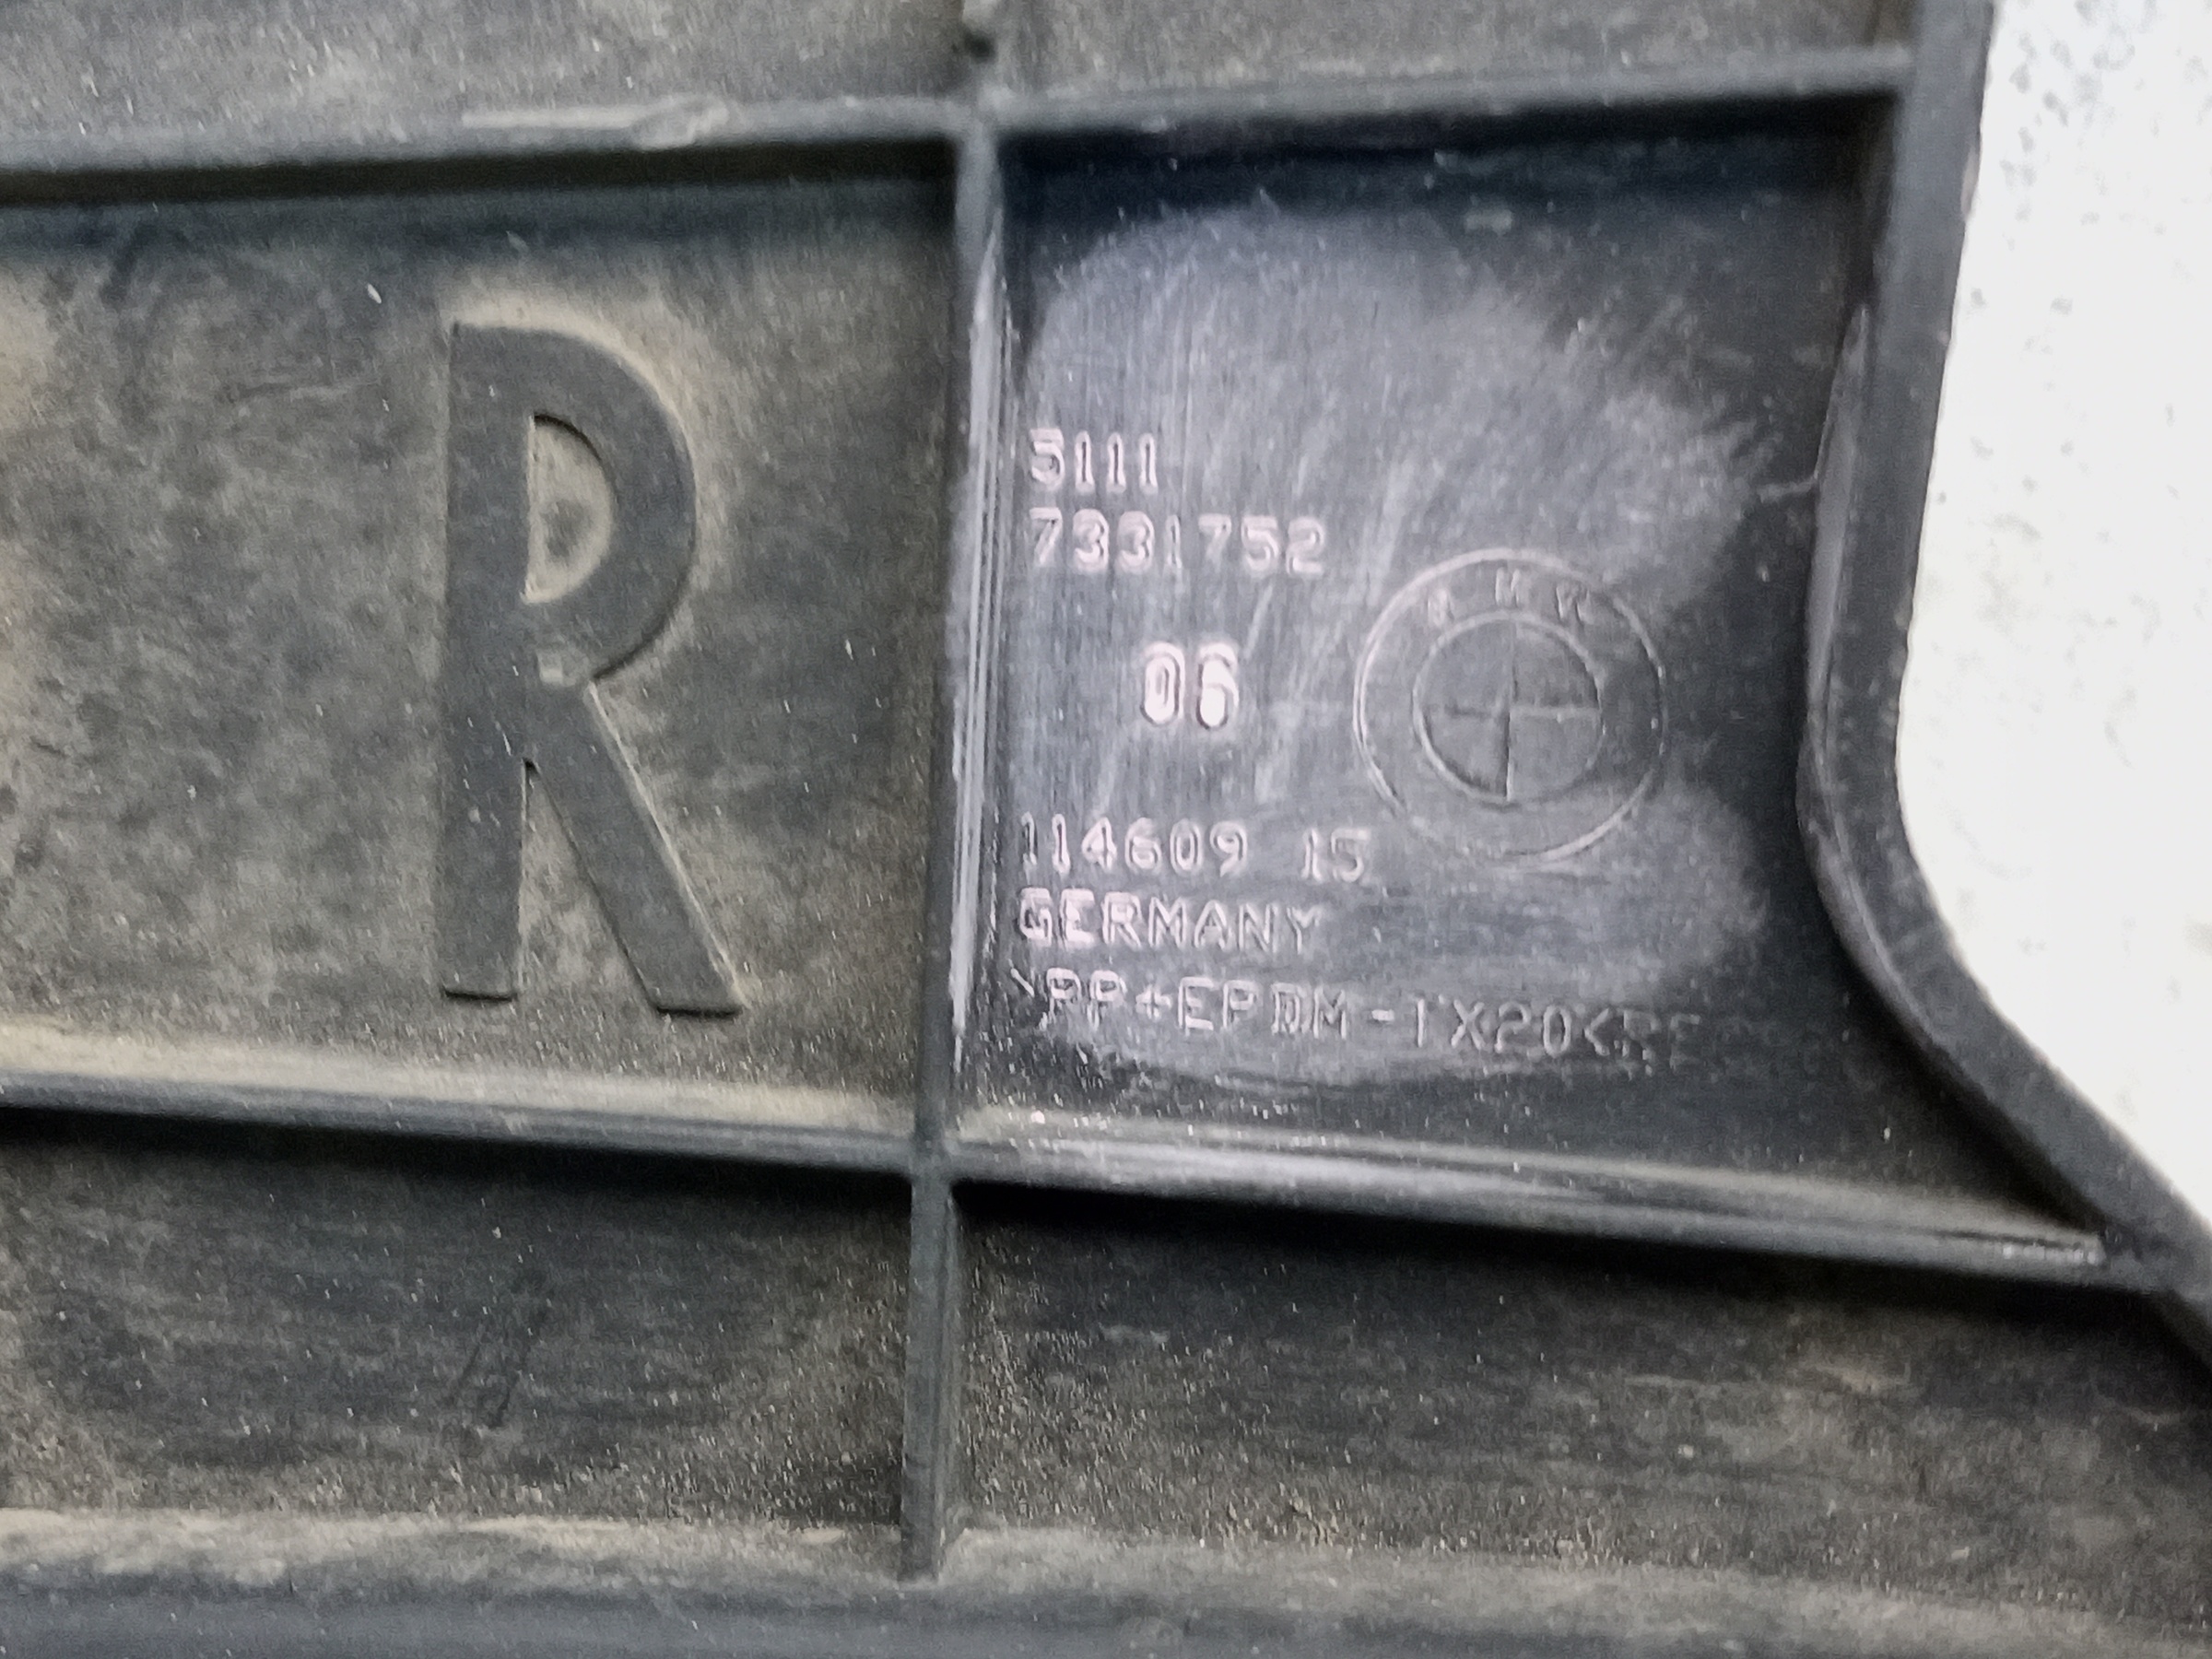 R
5111
7331752
BMW
06
114609 15
GERMANY
>PP+EPDM-TX20<